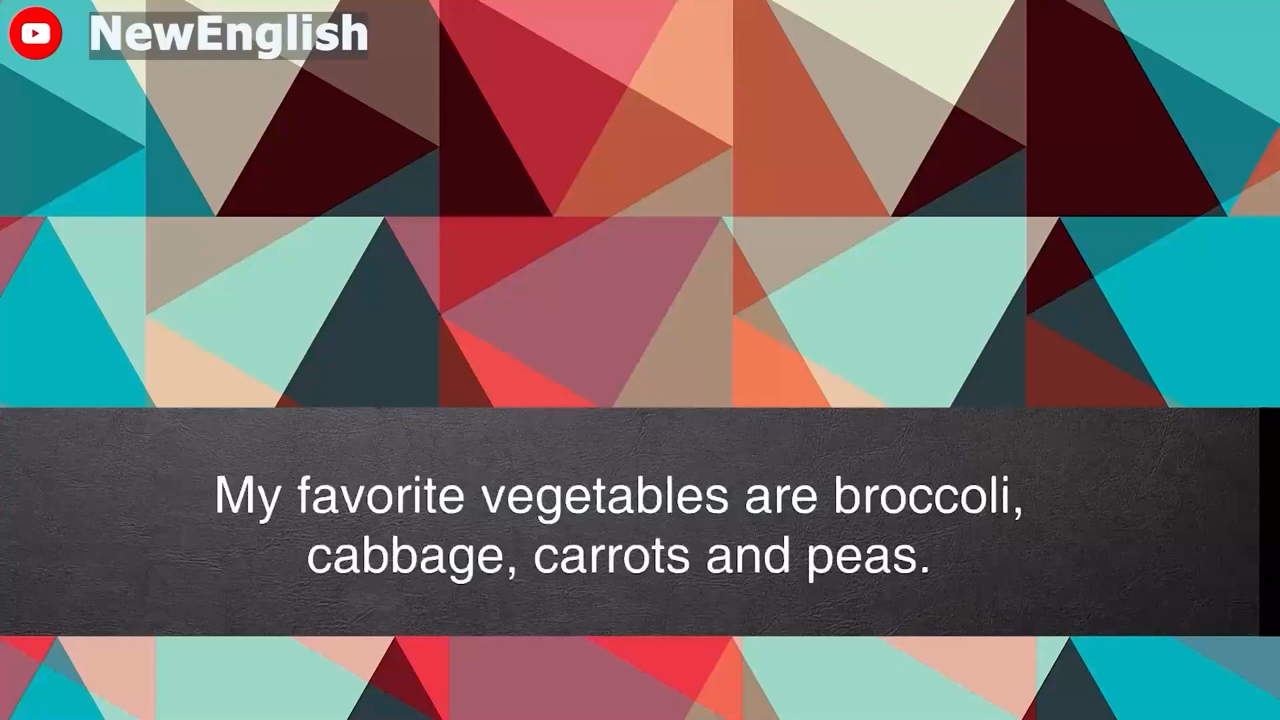 NewEnglish
My favorite vegetables are broccoli,
cabbage, carrots and peas.